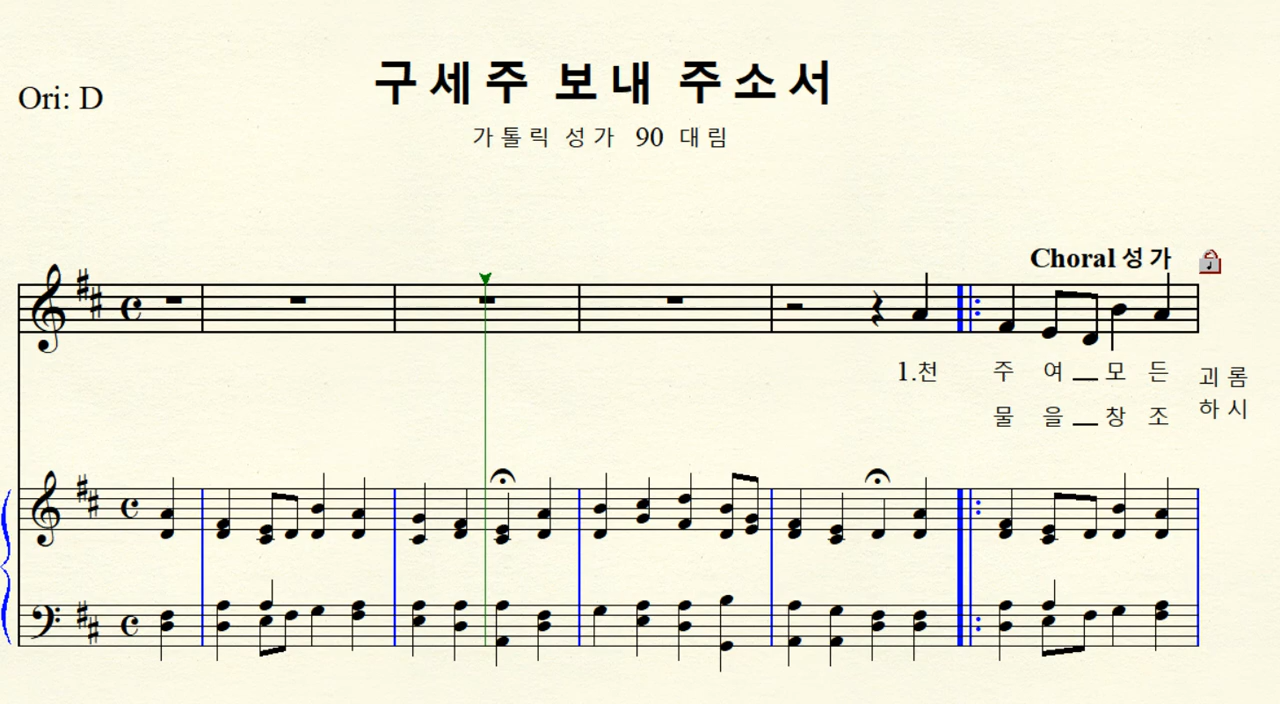 구세주 보내 주소서
Ori: D
가톨릭 성가 90 대림
Choral 성가
1.천 주 여 모 든 괴 롬
물 을 창 조 하 시